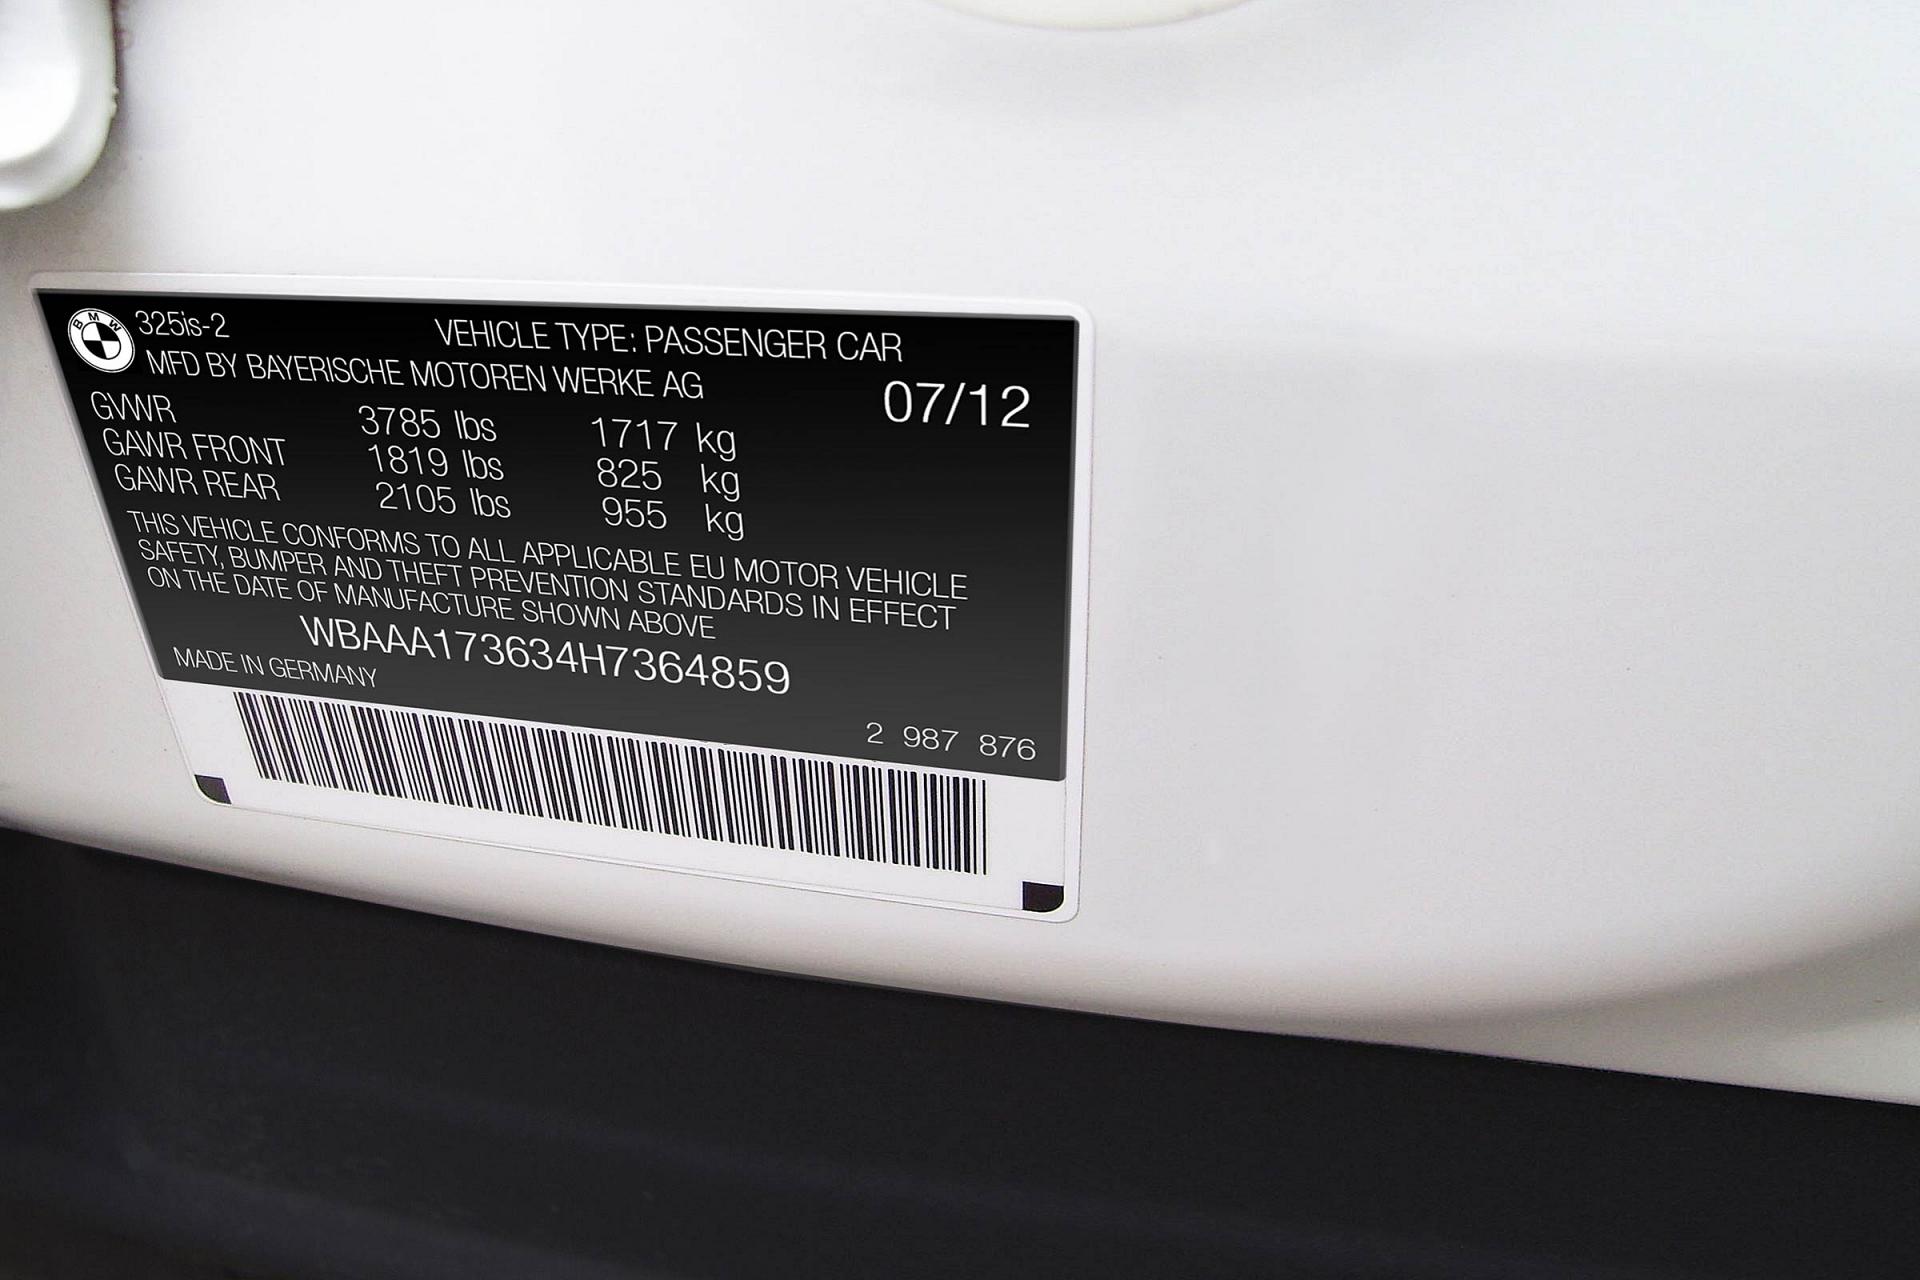 BMW 325is-2
VEHICLE TYPE: PASSENGER CAR
MFD BY BAYERISCHE MOTOREN WERKE AG
07/12
GVWR 3785 lbs 1717 kg
GAWR FRONT 1819 lbs 825 kg
GAWR REAR 2105 lbs 955 kg
THIS VEHICLE CONFORMS TO ALL APPLICABLE EU MOTOR VEHICLE
SAFETY, BUMPER AND THEFT PREVENTION STANDARDS IN EFFECT
ON THE DATE OF MANUFACTURE SHOWN ABOVE
WBAAA173634H7364859
MADE IN GERMANY
2 987 876